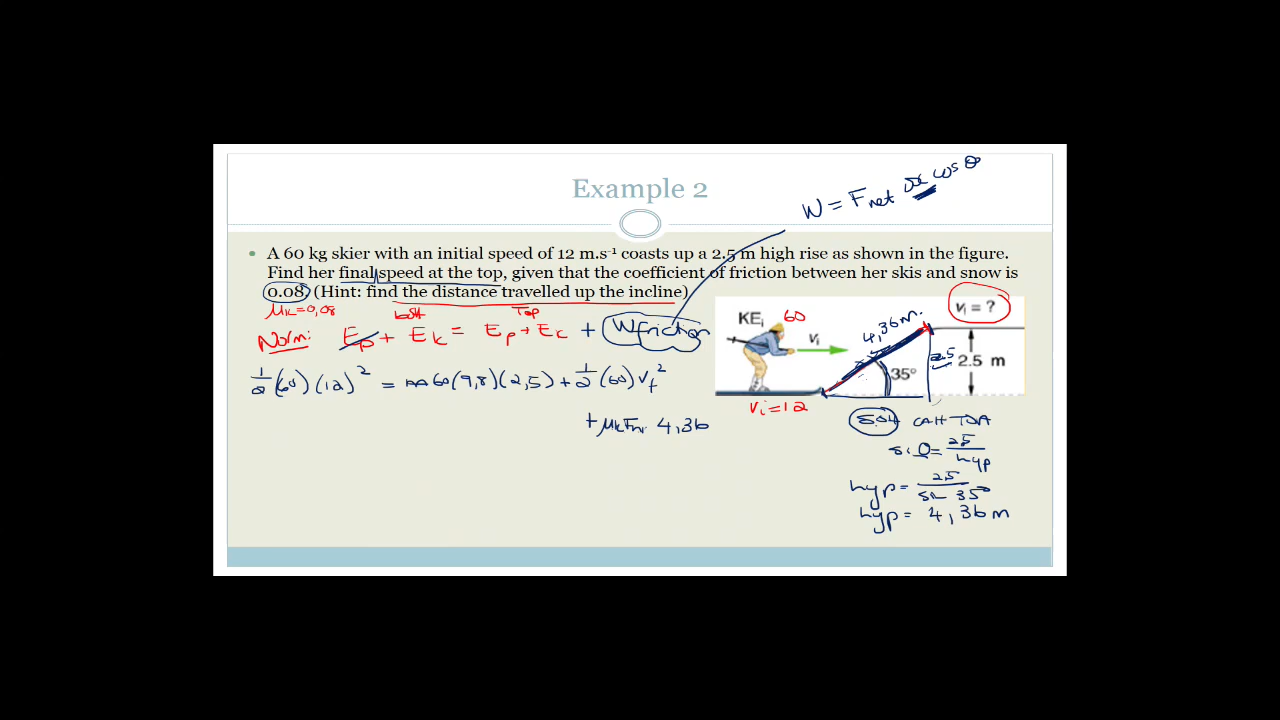 Example 2
W = Fnet Δx cos θ
• A 60 kg skier with an initial speed of 12 m.s⁻¹ coasts up a 2.5 m high rise as shown in the figure.
Find her final speed at the top, given that the coefficient of friction between her skis and snow is
0.08. (Hint: find the distance travelled up the incline)
μk=0,08
Bott
Top
Norm: Ep + Ek = Ep + Ek + Wfriction
½(60)(12)² = 60(9,8)(2,5) + ½(60)vf²
+ μkFN. 4,36
KEi
60
vi
vi=12
4,36m.
35°
2.5
2.5 m
vi = ?
SOH CAH TOA
sin θ = 2.5/hyp
hyp = 2.5/sin 35°
hyp = 4,36m